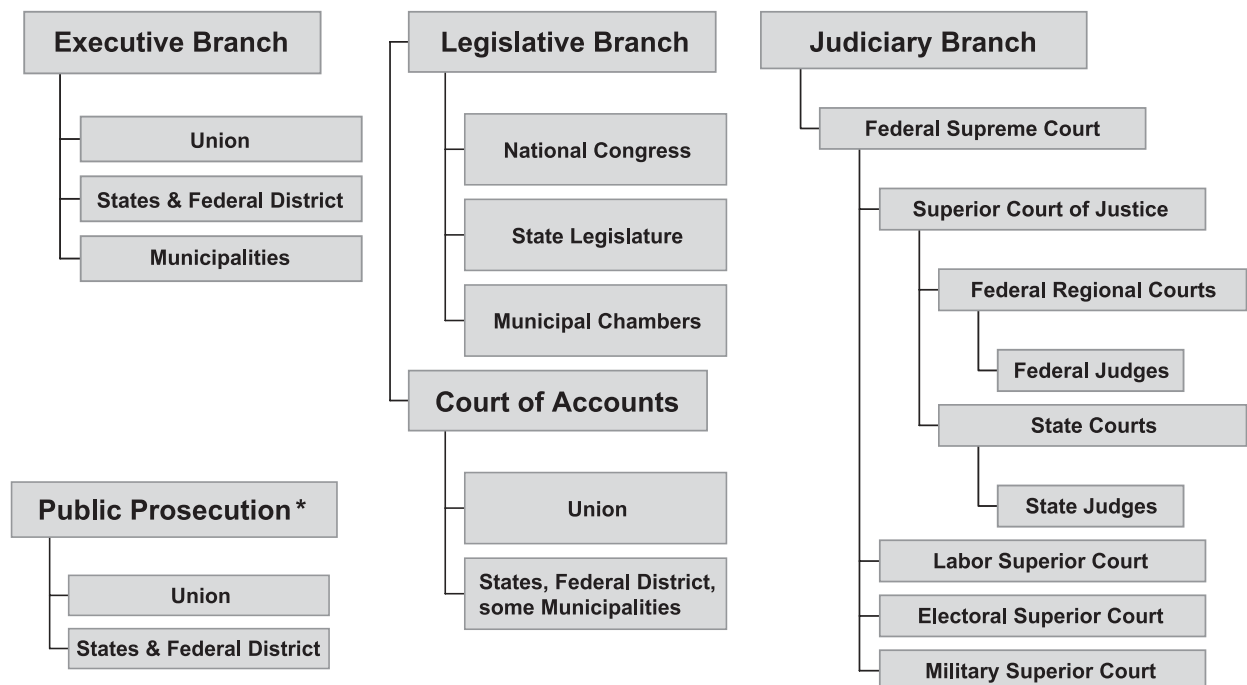 Executive Branch
Union
States & Federal District
Municipalities
Public Prosecution*
Union
States & Federal District
Legislative Branch
National Congress
State Legislature
Municipal Chambers
Court of Accounts
Union
States, Federal District,
some Municipalities
Judiciary Branch
Federal Supreme Court
Superior Court of Justice
Federal Regional Courts
Federal Judges
State Courts
State Judges
Labor Superior Court
Electoral Superior Court
Military Superior Court